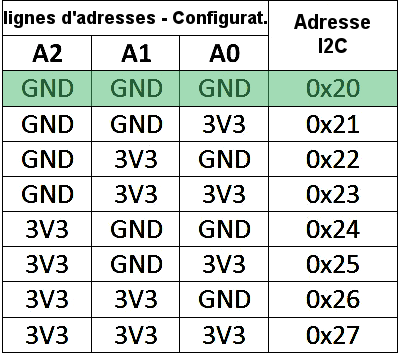 lignes d'adresses - Configurat. Adresse I2C
A2 A1 A0
GND GND GND 0x20
GND GND 3V3 0x21
GND 3V3 GND 0x22
GND 3V3 3V3 0x23
3V3 GND GND 0x24
3V3 GND 3V3 0x25
3V3 3V3 GND 0x26
3V3 3V3 3V3 0x27